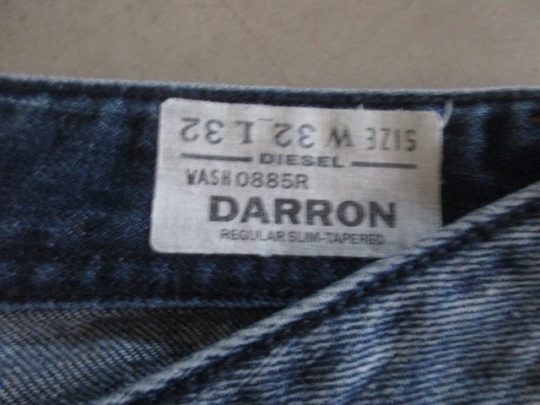 SIZE W 32 L 32
DIESEL
WASH 0885R
DARRON
REGULAR SLIM-TAPERED